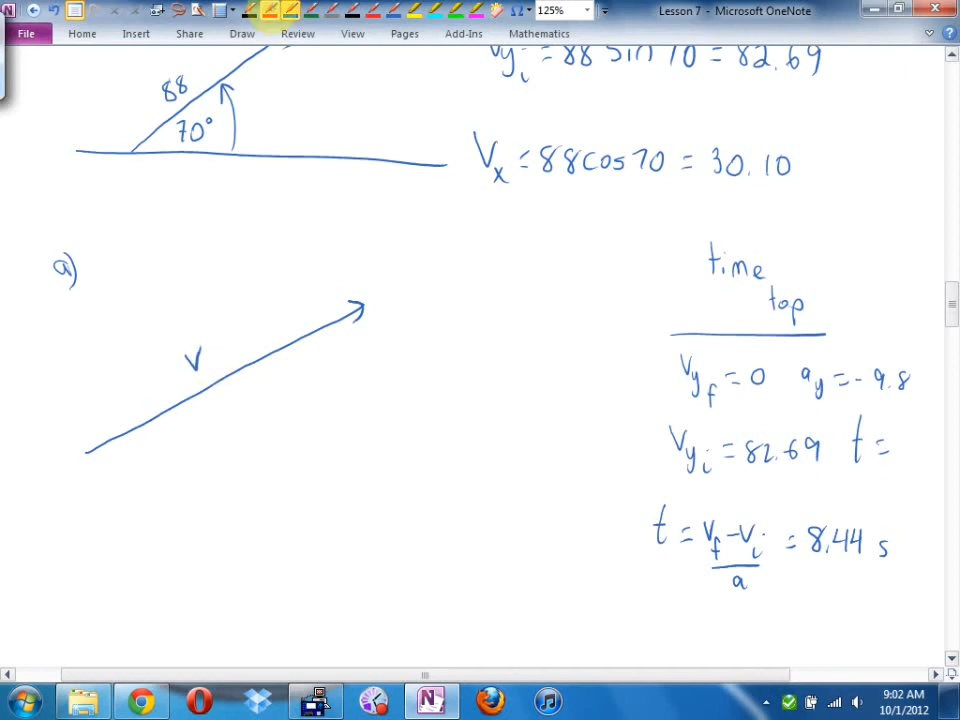 125%
Lesson 7 - Microsoft OneNote
File Home Insert Share Draw Review View Pages Add-Ins Mathematics
88
70°
Vyi = 88 sin 70 = 82.69
Vx = 88cos70 = 30.10
a)
V
time
top
Vyf = 0 ay = - 9.8
Vyi = 82.69 t =
t = Vf - Vi / a = 8.44 s
9:02 AM
10/1/2012